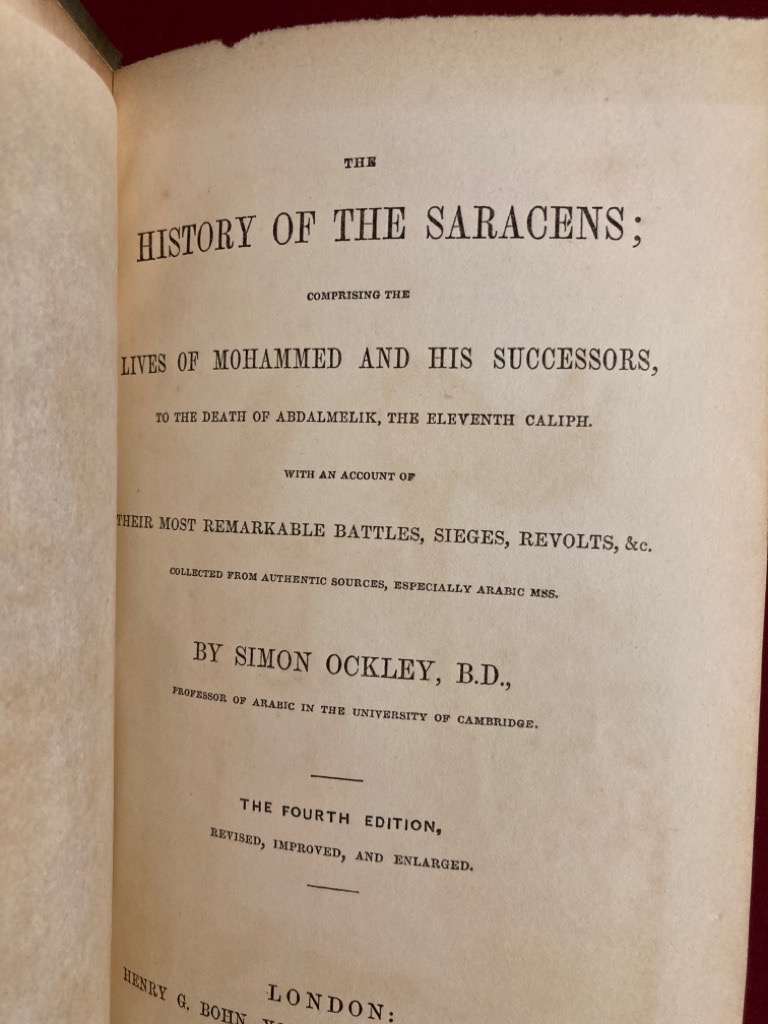 THE
HISTORY OF THE SARACENS;
COMPRISING THE
LIVES OF MOHAMMED AND HIS SUCCESSORS,
TO THE DEATH OF ABDALMELIK, THE ELEVENTH CALIPH.
WITH AN ACCOUNT OF
THEIR MOST REMARKABLE BATTLES, SIEGES, REVOLTS, &c.
COLLECTED FROM AUTHENTIC SOURCES, ESPECIALLY ARABIC MSS.
BY SIMON OCKLEY, B.D.,
PROFESSOR OF ARABIC IN THE UNIVERSITY OF CAMBRIDGE.
THE FOURTH EDITION,
REVISED, IMPROVED, AND ENLARGED.
LONDON:
HENRY G. BOHN,